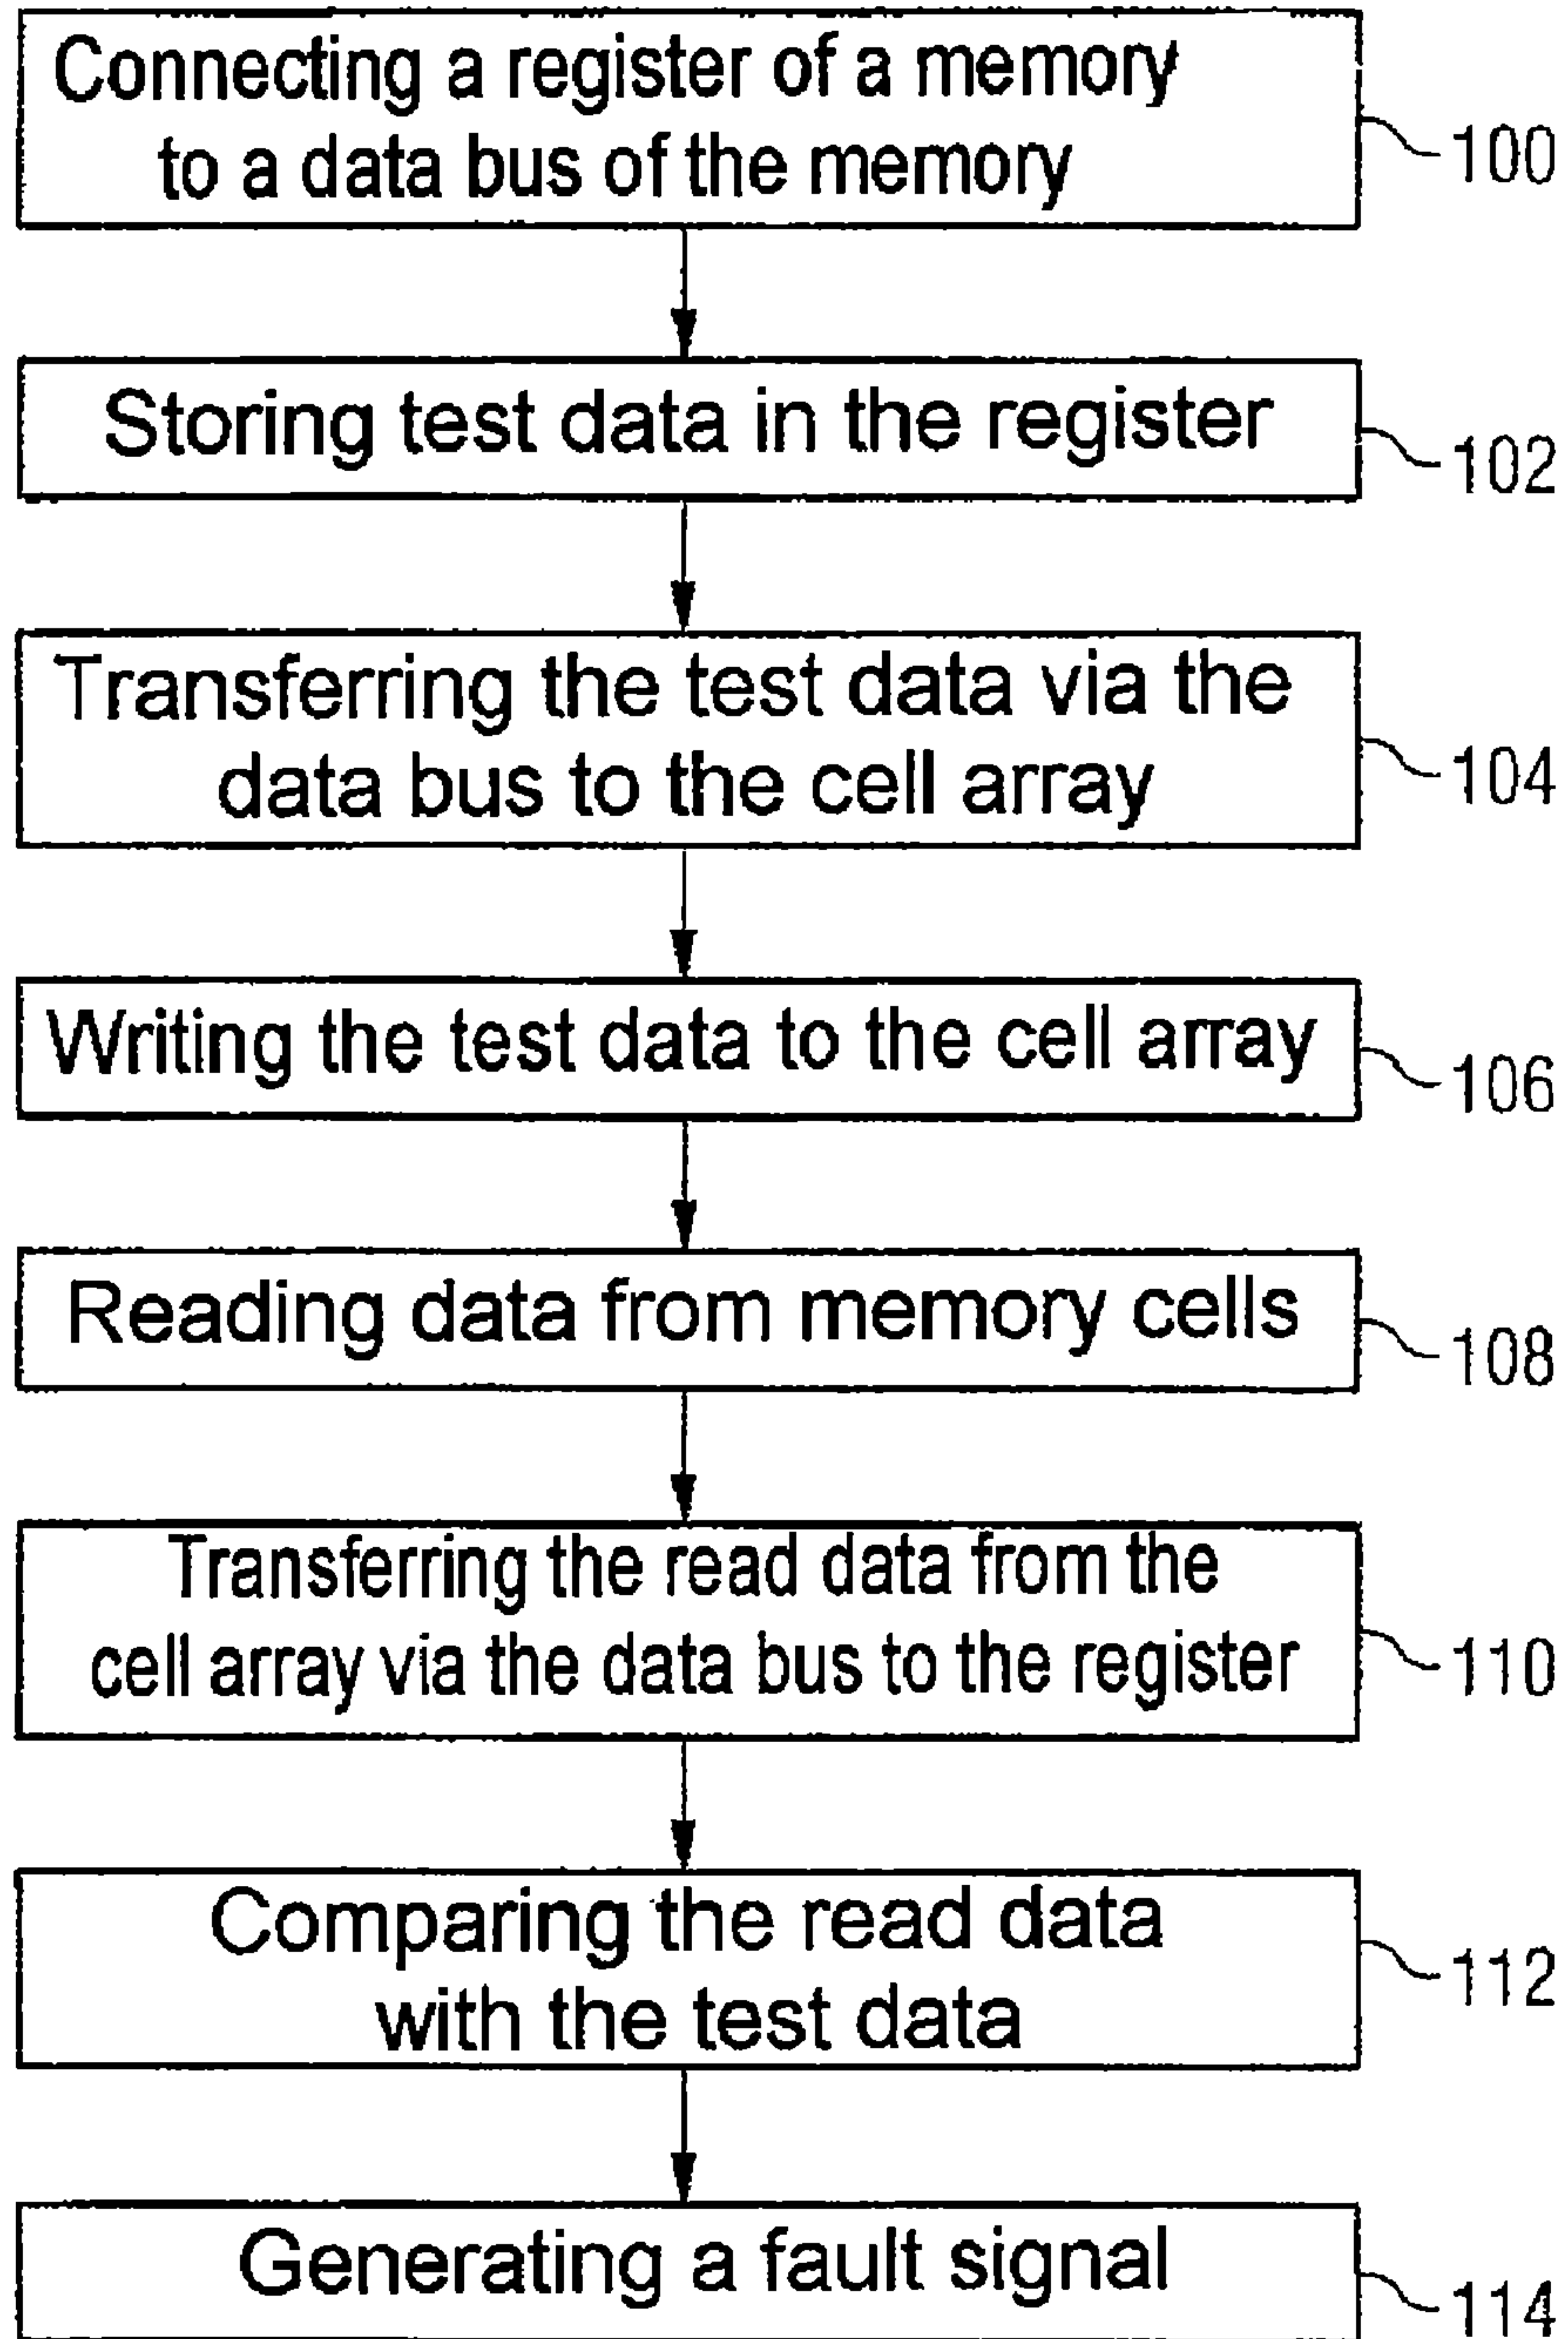 Connecting a register of a memory
to a data bus of the memory
100
Storing test data in the register
102
Transferring the test data via the
data bus to the cell array
104
Writing the test data to the cell array
106
Reading data from memory cells
108
Transferring the read data from the
cell array via the data bus to the register
110
Comparing the read data
with the test data
112
Generating a fault signal
114